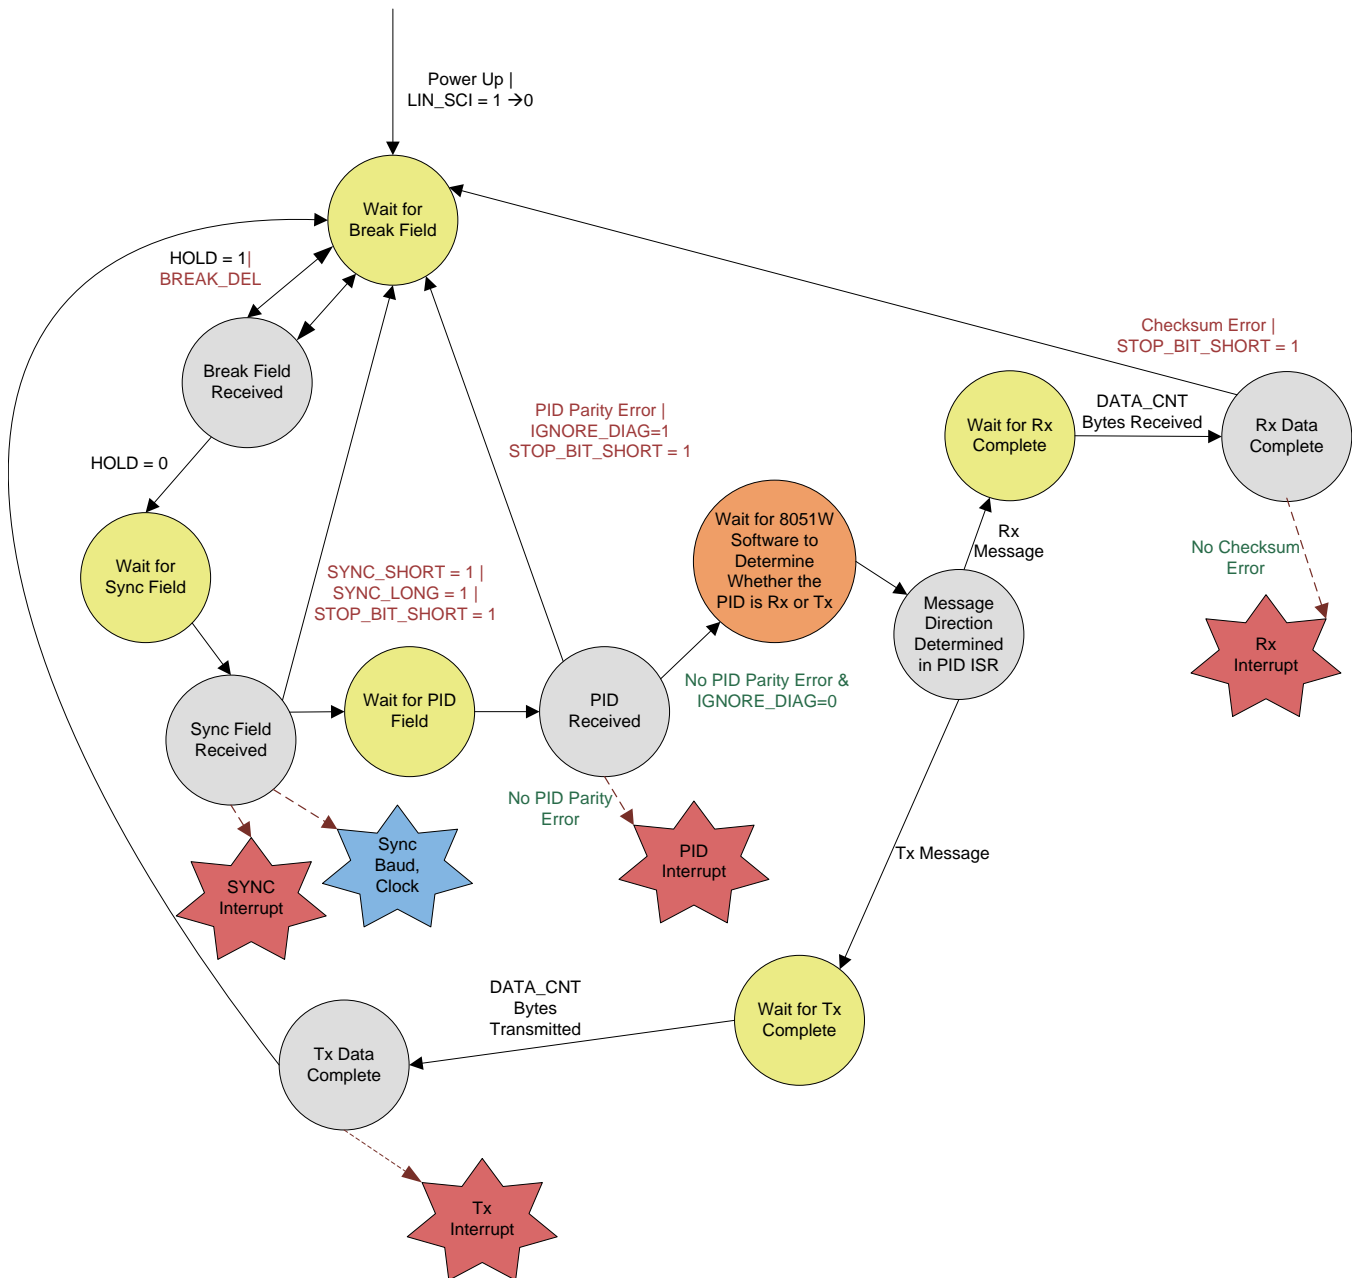 Power Up |
LIN_SCI = 1 →0
Wait for
Break Field
HOLD = 1|
BREAK_DEL
Break Field
Received
HOLD = 0
Wait for
Sync Field
SYNC_SHORT = 1 |
SYNC_LONG = 1 |
STOP_BIT_SHORT = 1
Sync Field
Received
Wait for PID
Field
PID Parity Error |
IGNORE_DIAG=1
STOP_BIT_SHORT = 1
PID
Received
No PID Parity Error &
IGNORE_DIAG=0
No PID Parity
Error
Wait for 8051W
Software to
Determine
Whether the
PID is Rx or Tx
Message
Direction
Determined
in PID ISR
Rx
Message
Wait for Rx
Complete
DATA_CNT
Bytes Received
Checksum Error |
STOP_BIT_SHORT = 1
Rx Data
Complete
No Checksum
Error
Rx
Interrupt
SYNC
Interrupt
Sync
Baud,
Clock
PID
Interrupt
Tx Message
Wait for Tx
Complete
DATA_CNT
Bytes
Transmitted
Tx Data
Complete
Tx
Interrupt